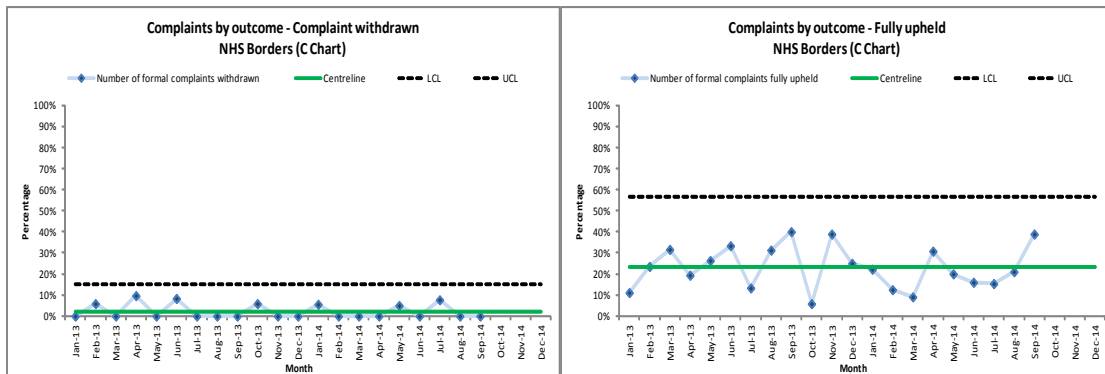 Complaints by outcome - Complaint withdrawn
NHS Borders (C Chart)
Number of formal complaints withdrawn
Centreline
LCL
UCL
100%
90%
80%
70%
60%
50%
40%
30%
20%
10%
0%
Percentage
Jan-13
Feb-13
Mar-13
Apr-13
May-13
Jun-13
Jul-13
Aug-13
Sep-13
Oct-13
Nov-13
Dec-13
Jan-14
Feb-14
Mar-14
Apr-14
May-14
Jun-14
Jul-14
Aug-14
Sep-14
Oct-14
Nov-14
Dec-14
Month
Complaints by outcome - Fully upheld
NHS Borders (C Chart)
Number of formal complaints fully upheld
Centreline
LCL
UCL
100%
90%
80%
70%
60%
50%
40%
30%
20%
10%
0%
Percentage
Jan-13
Feb-13
Mar-13
Apr-13
May-13
Jun-13
Jul-13
Aug-13
Sep-13
Oct-13
Nov-13
Dec-13
Jan-14
Feb-14
Mar-14
Apr-14
May-14
Jun-14
Jul-14
Aug-14
Sep-14
Oct-14
Nov-14
Dec-14
Month